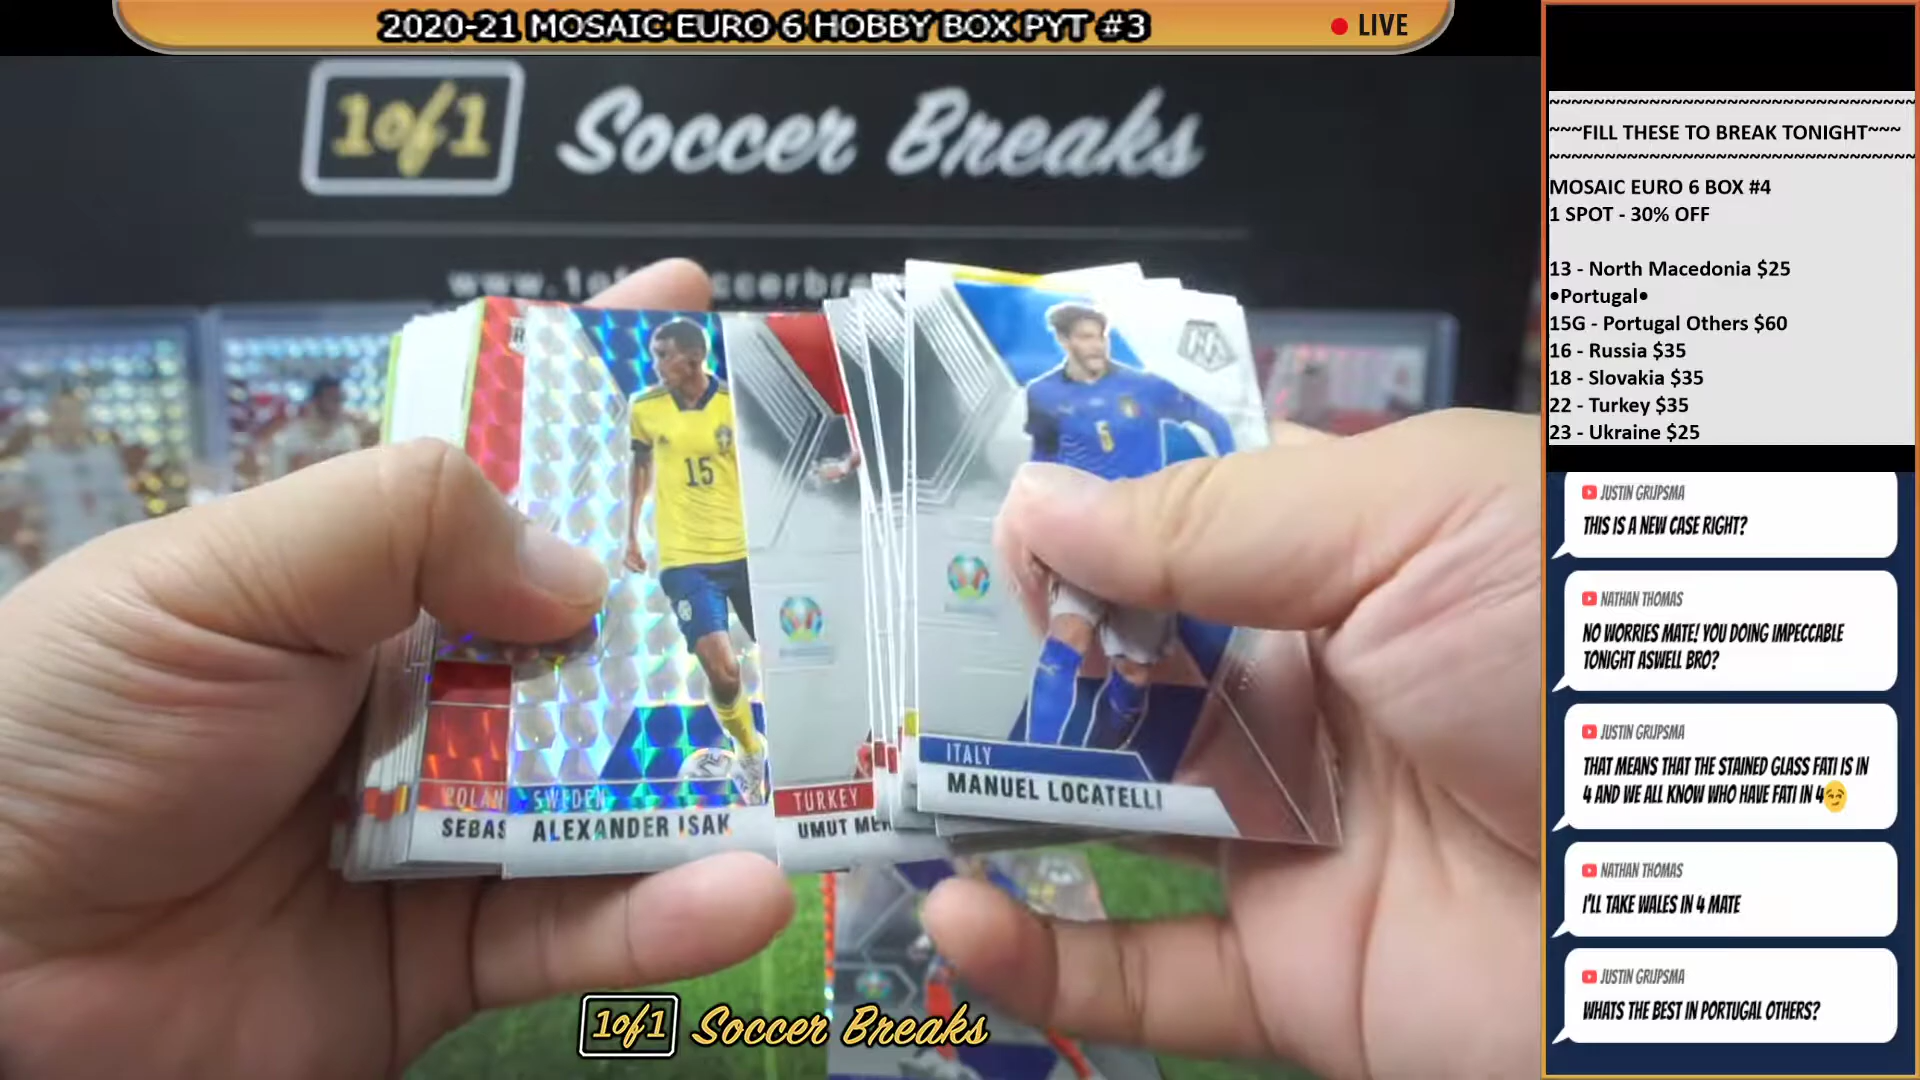 2020-21 MOSAIC EURO 6 HOBBY BOX PYT #3
LIVE
1of1 Soccer Breaks
15
5
ITALY
MANUEL LOCATELLI
SWEDEN
ALEXANDER ISAK
TURKEY
UMUT
1of1 Soccer Breaks
~~~~~~~~~~~~~~~~~~~~~~~~~~~~~~
~~~FILL THESE TO BREAK TONIGHT~~~
~~~~~~~~~~~~~~~~~~~~~~~~~~~~~~
MOSAIC EURO 6 BOX #4
1 SPOT - 30% OFF
13 - North Macedonia $25
•Portugal•
15G - Portugal Others $60
16 - Russia $35
18 - Slovakia $35
22 - Turkey $35
23 - Ukraine $25
JUSTIN GRIJPSMA
THIS IS A NEW CASE RIGHT?
NATHAN THOMAS
NO WORRIES MATE! YOU DOING IMPECCABLE
TONIGHT ASWELL BRO?
JUSTIN GRIJPSMA
THAT MEANS THAT THE STAINED GLASS FATI IS IN
4 AND WE ALL KNOW WHO HAVE FATI IN 4😏
NATHAN THOMAS
I'LL TAKE WALES IN 4 MATE
JUSTIN GRIJPSMA
WHATS THE BEST IN PORTUGAL OTHERS?